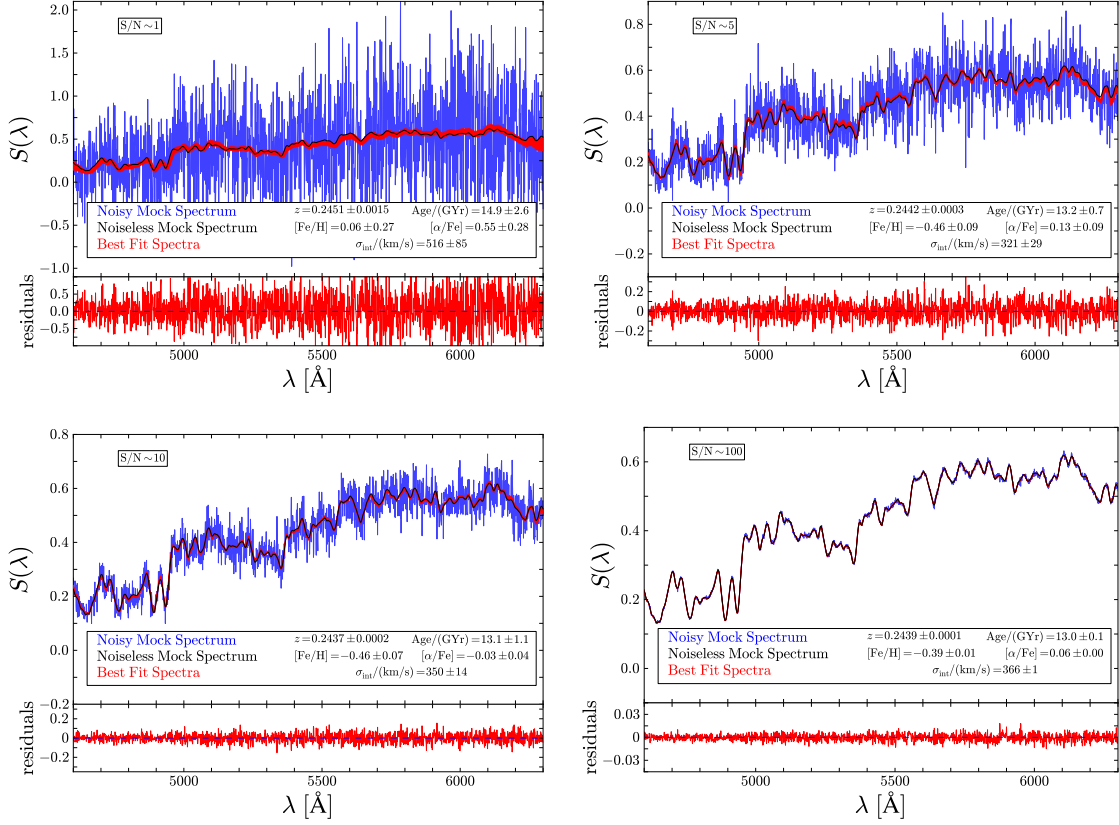 S/N∼1
2.0
1.5
1.0
0.5
0.0
−0.5
−1.0
S(λ)
Noisy Mock Spectrum
Noiseless Mock Spectrum
Best Fit Spectra
z=0.2451±0.0015 Age/(GYr)=14.9±2.6
[Fe/H]=0.06±0.27 [α/Fe]=0.55±0.28
σint/(km/s)=516±85
residuals
0.5
0
−0.5
5000 5500 6000
λ [Å]
S/N∼5
0.8
0.6
0.4
0.2
0.0
−0.2
S(λ)
Noisy Mock Spectrum
Noiseless Mock Spectrum
Best Fit Spectra
z=0.2442±0.0003 Age/(GYr)=13.2±0.7
[Fe/H]=−0.46±0.09 [α/Fe]=0.13±0.09
σint/(km/s)=321±29
residuals
0.2
0
−0.2
5000 5500 6000
λ [Å]
S/N∼10
0.8
0.6
0.4
0.2
0.0
−0.2
S(λ)
Noisy Mock Spectrum
Noiseless Mock Spectrum
Best Fit Spectra
z=0.2437±0.0002 Age/(GYr)=13.1±1.1
[Fe/H]=−0.46±0.07 [α/Fe]=−0.03±0.04
σint/(km/s)=350±14
residuals
0.2
0
−0.2
5000 5500 6000
λ [Å]
S/N∼100
0.6
0.4
0.2
0.0
S(λ)
Noisy Mock Spectrum
Noiseless Mock Spectrum
Best Fit Spectra
z=0.2439±0.0001 Age/(GYr)=13.0±0.1
[Fe/H]=−0.39±0.01 [α/Fe]=0.06±0.00
σint/(km/s)=366±1
residuals
0.03
0
−0.03
5000 5500 6000
λ [Å]